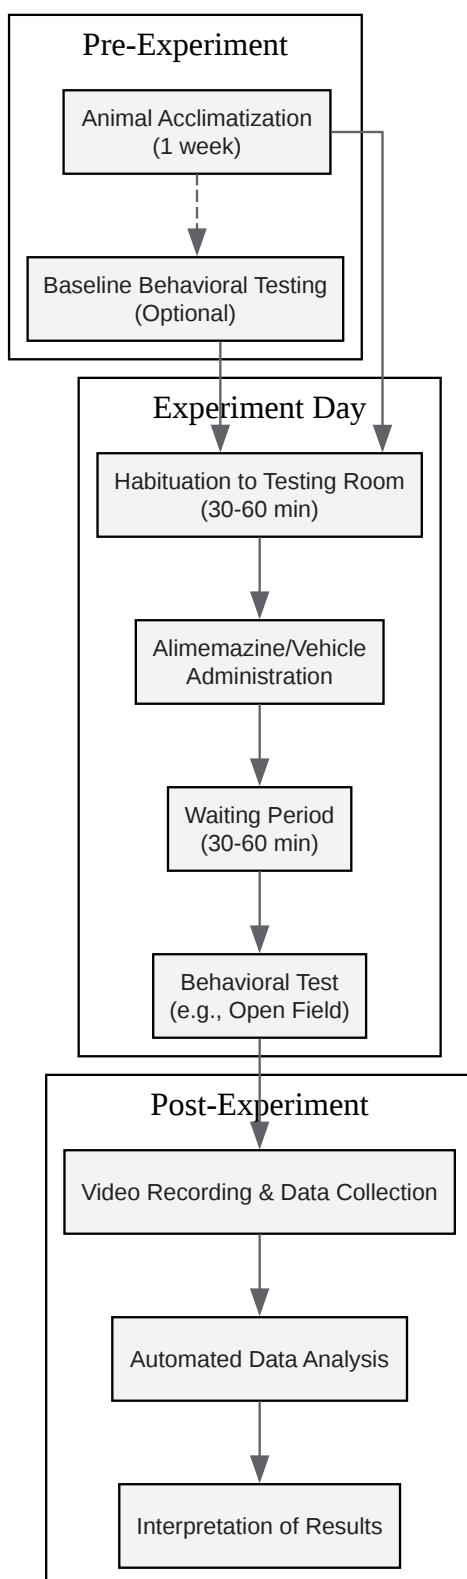 Pre-Experiment
Animal Acclimatization
(1 week)
Baseline Behavioral Testing
(Optional)
Experiment Day
Habituation to Testing Room
(30-60 min)
Alimemazine/Vehicle
Administration
Waiting Period
(30-60 min)
Behavioral Test
(e.g., Open Field)
Post-Experiment
Video Recording & Data Collection
Automated Data Analysis
Interpretation of Results